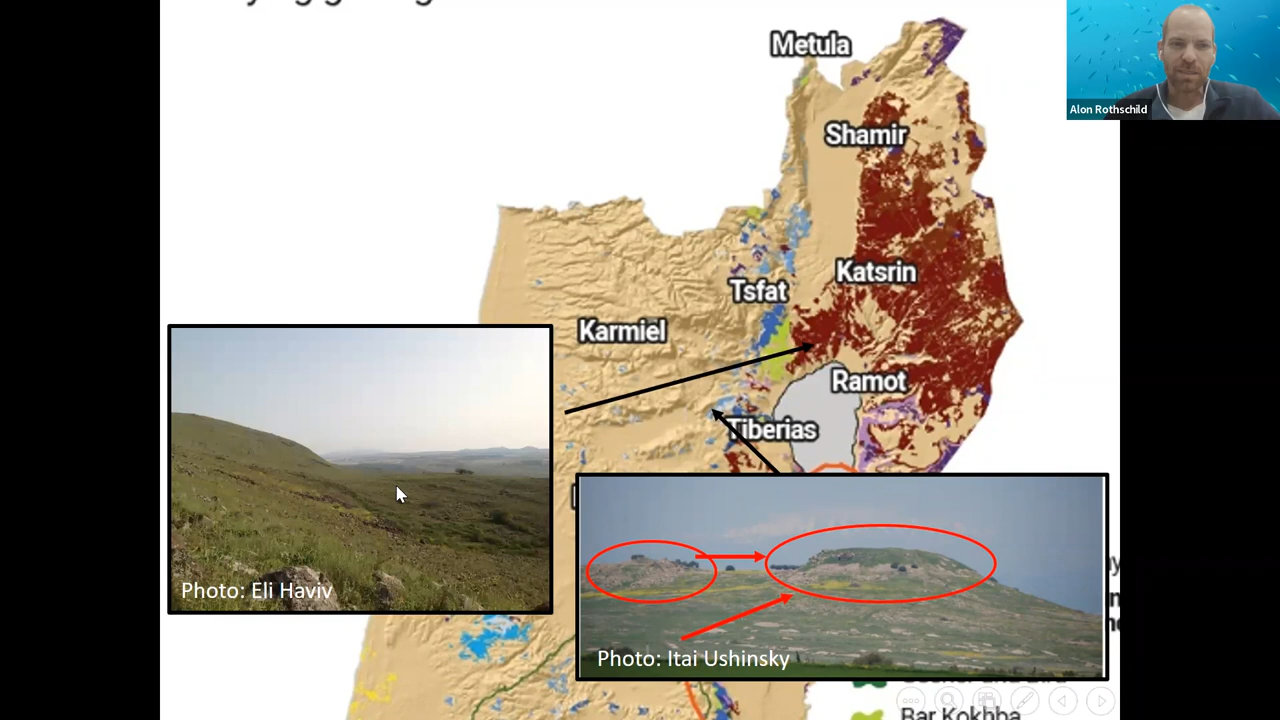 Metula
Alon Rothschild
Shamir
Katsrin
Tsfat
Karmiel
Ramot
Tiberias
Photo: Eli Haviv
Photo: Itai Ushinsky
Bar Kokhba